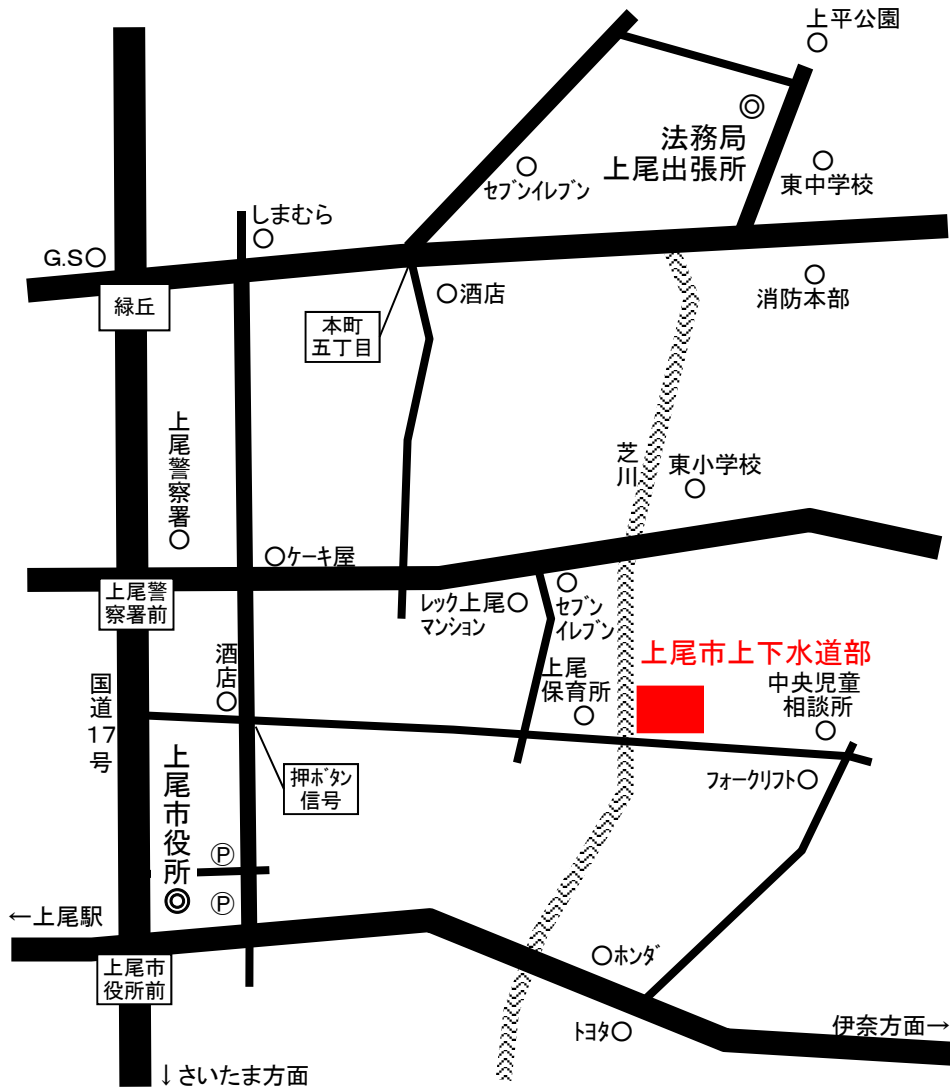 上平公園
法務局
上尾出張所
セブンイレブン
東中学校
しまむら
G.S
緑丘
酒店
消防本部
本町
五丁目
上尾警察署
芝川
東小学校
ケーキ屋
上尾警
察署前
レック上尾
マンション
セブン
イレブン
酒店
上尾市上下水道部
上尾
保育所
中央児童
相談所
国道17号
押ボタン
信号
上尾市役所
フォークリフト
Ⓟ
Ⓟ
←上尾駅
上尾市
役所前
ホンダ
トヨタ
伊奈方面→
↓さいたま方面